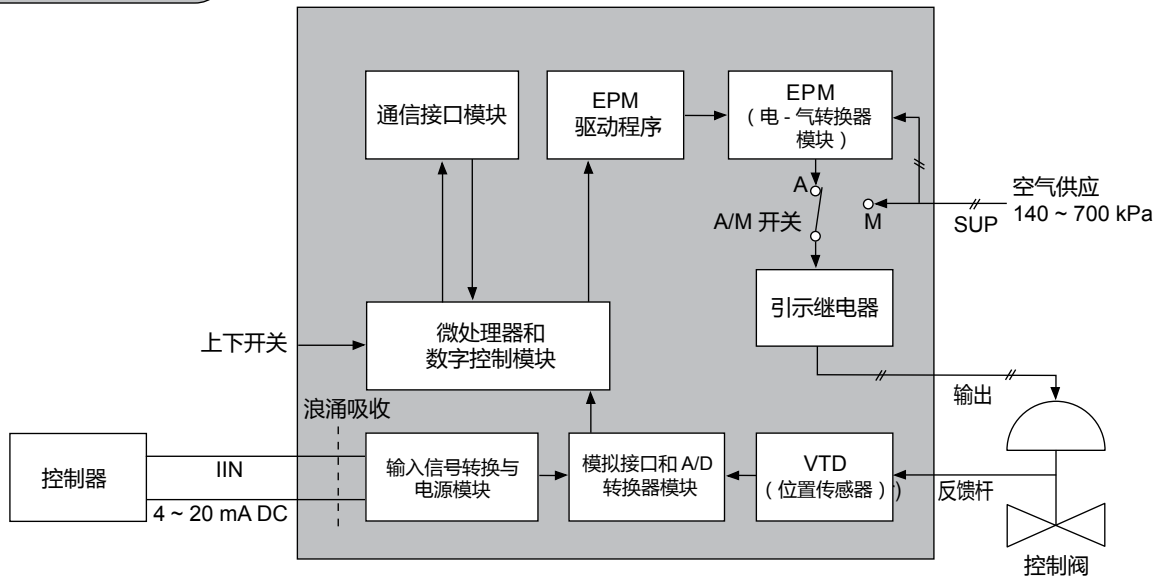 通信接口模块
EPM
驱动程序
EPM
（电 - 气转换器
模块）
A
A/M 开关
M
SUP
空气供应
140 ~ 700 kPa
引示继电器
上下开关
微处理器和
数字控制模块
输出
浪涌吸收
控制器
IIN
4 ~ 20 mA DC
输入信号转换与
电源模块
模拟接口和 A/D
转换器模块
VTD
（位置传感器）)
反馈杆
控制阀